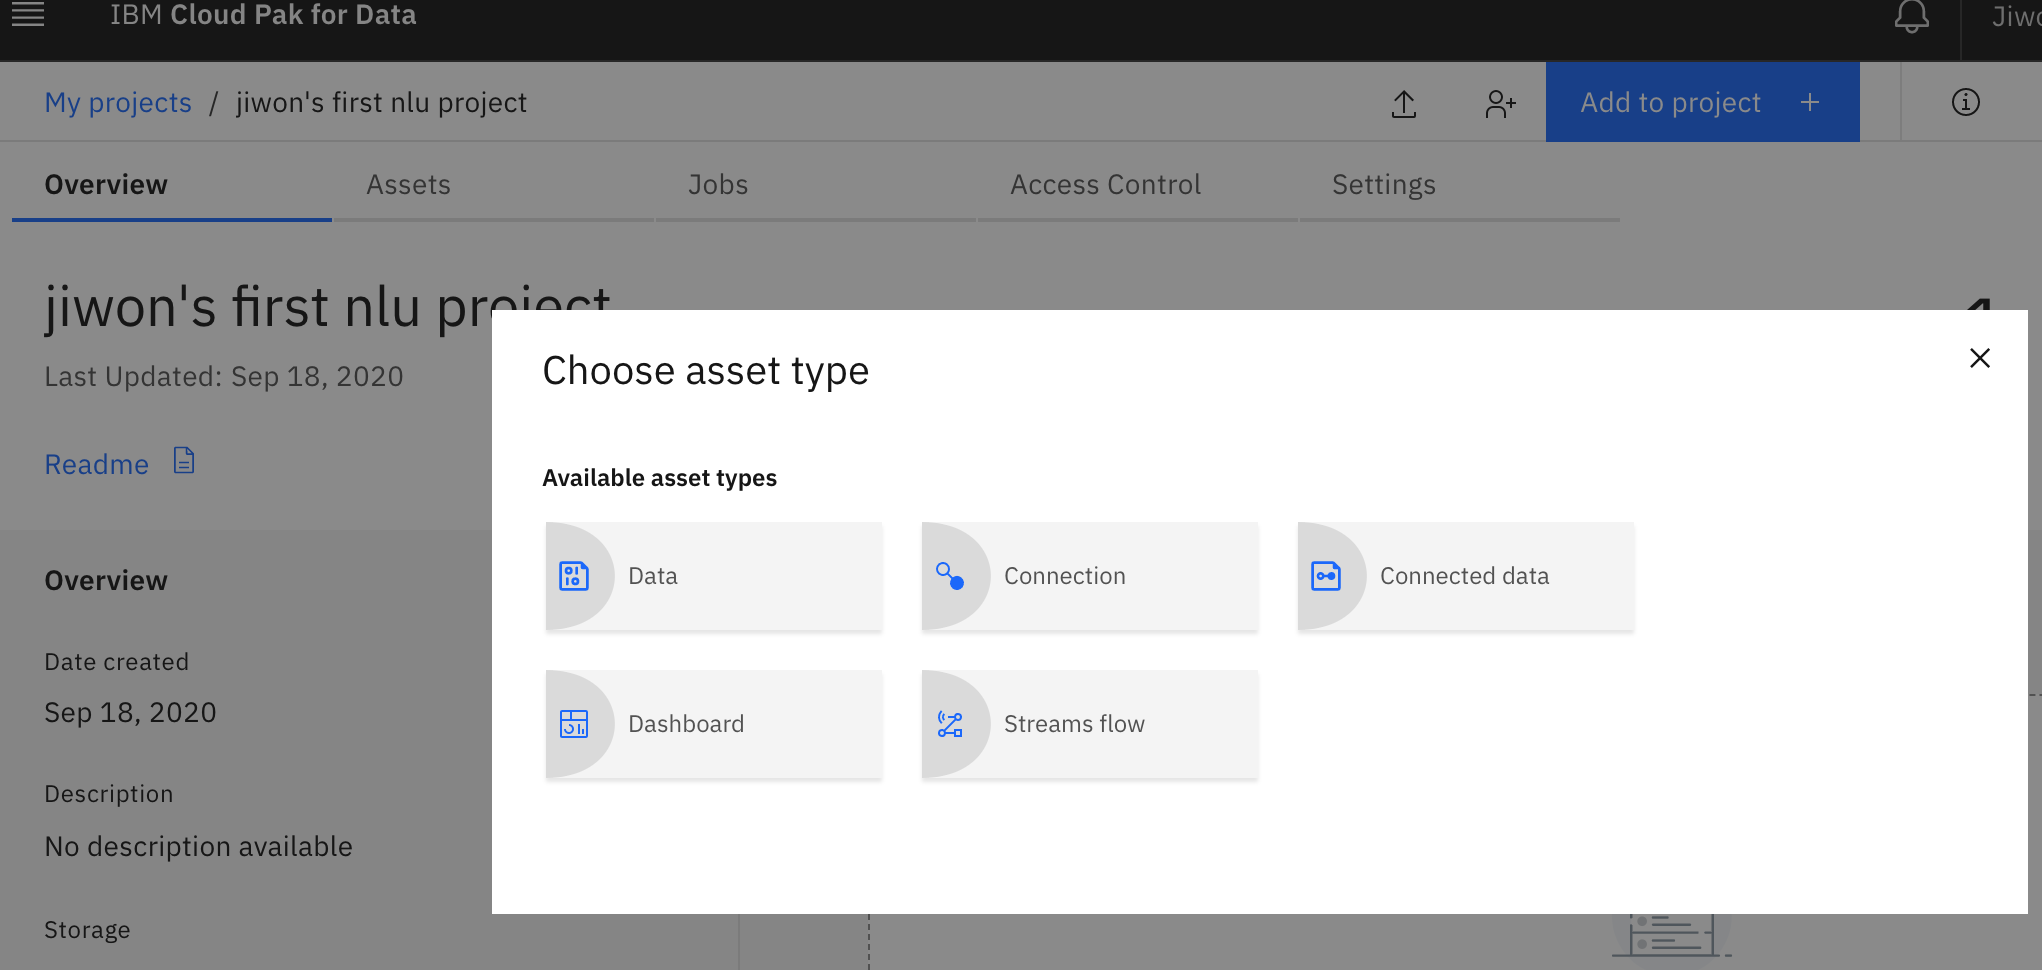 IBM Cloud Pak for Data
My projects / jiwon's first nlu project
Add to project +
Overview
Assets
Jobs
Access Control
Settings
jiwon's first nlu project
Last Updated: Sep 18, 2020
Readme
Choose asset type
Available asset types
Data
Connection
Connected data
Dashboard
Streams flow
Overview
Date created
Sep 18, 2020
Description
No description available
Storage